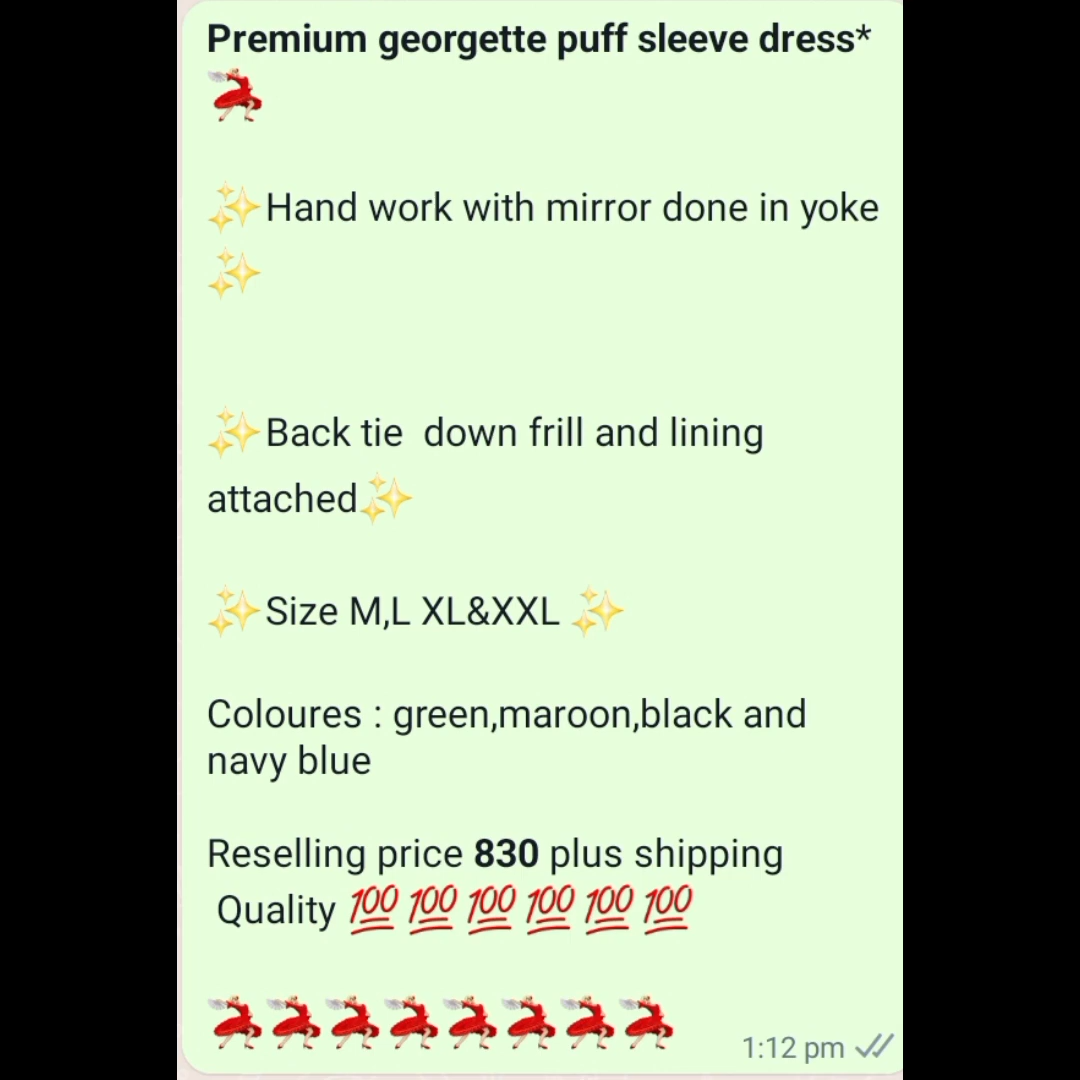 Premium georgette puff sleeve dress*
💃
✨Hand work with mirror done in yoke
✨
✨Back tie  down frill and lining
attached✨
✨Size M,L XL&XXL ✨
Coloures : green,maroon,black and
navy blue
Reselling price 830 plus shipping
Quality 💯💯💯💯💯💯
💃💃💃💃💃💃💃💃
1:12 pm